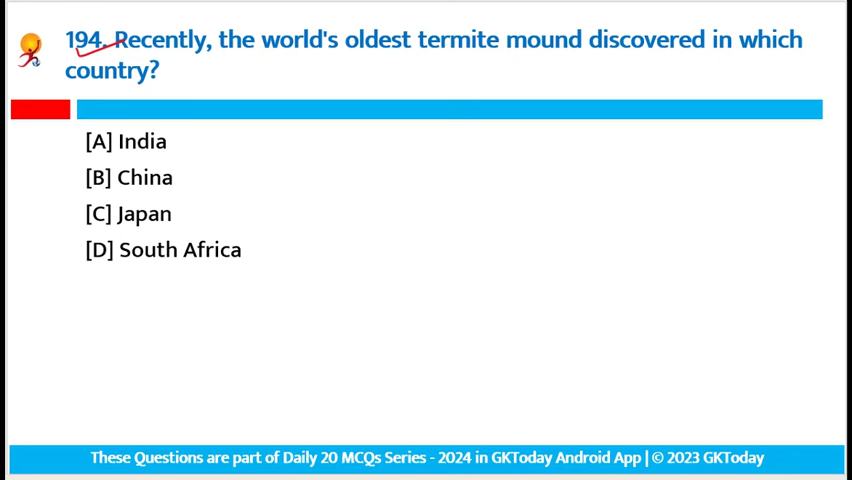 194. Recently, the world's oldest termite mound discovered in which
country?
[A] India
[B] China
[C] Japan
[D] South Africa
These Questions are part of Daily 20 MCQs Series - 2024 in GKToday Android App | © 2023 GKToday